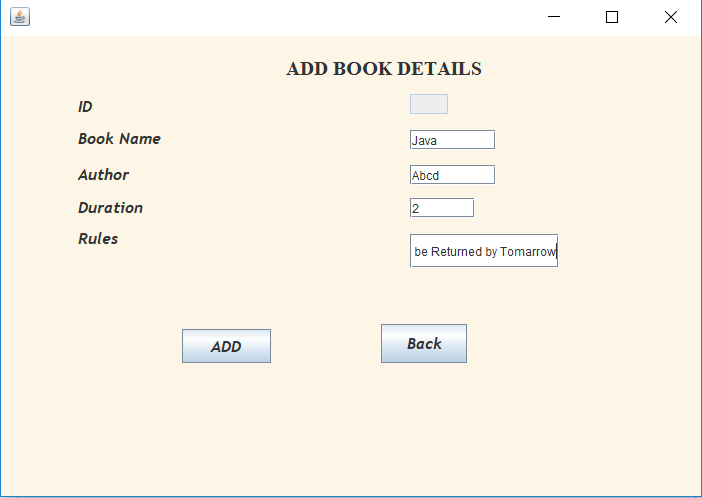 ADD BOOK DETAILS
ID
Book Name Java
Author Abcd
Duration 2
Rules be Returned by Tomarrow
ADD Back